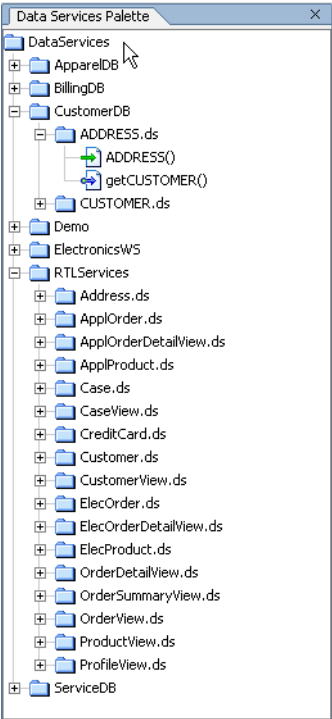 Data Services Palette
DataServices
ApparelDB
BillingDB
CustomerDB
ADDRESS.ds
ADDRESS()
getCUSTOMER()
CUSTOMER.ds
Demo
ElectronicsWS
RTLServices
Address.ds
ApplOrder.ds
ApplOrderDetailView.ds
ApplProduct.ds
Case.ds
CaseView.ds
CreditCard.ds
Customer.ds
CustomerView.ds
ElecOrder.ds
ElecOrderDetailView.ds
ElecProduct.ds
OrderDetailView.ds
OrderSummaryView.ds
OrderView.ds
ProductView.ds
ProfileView.ds
ServiceDB